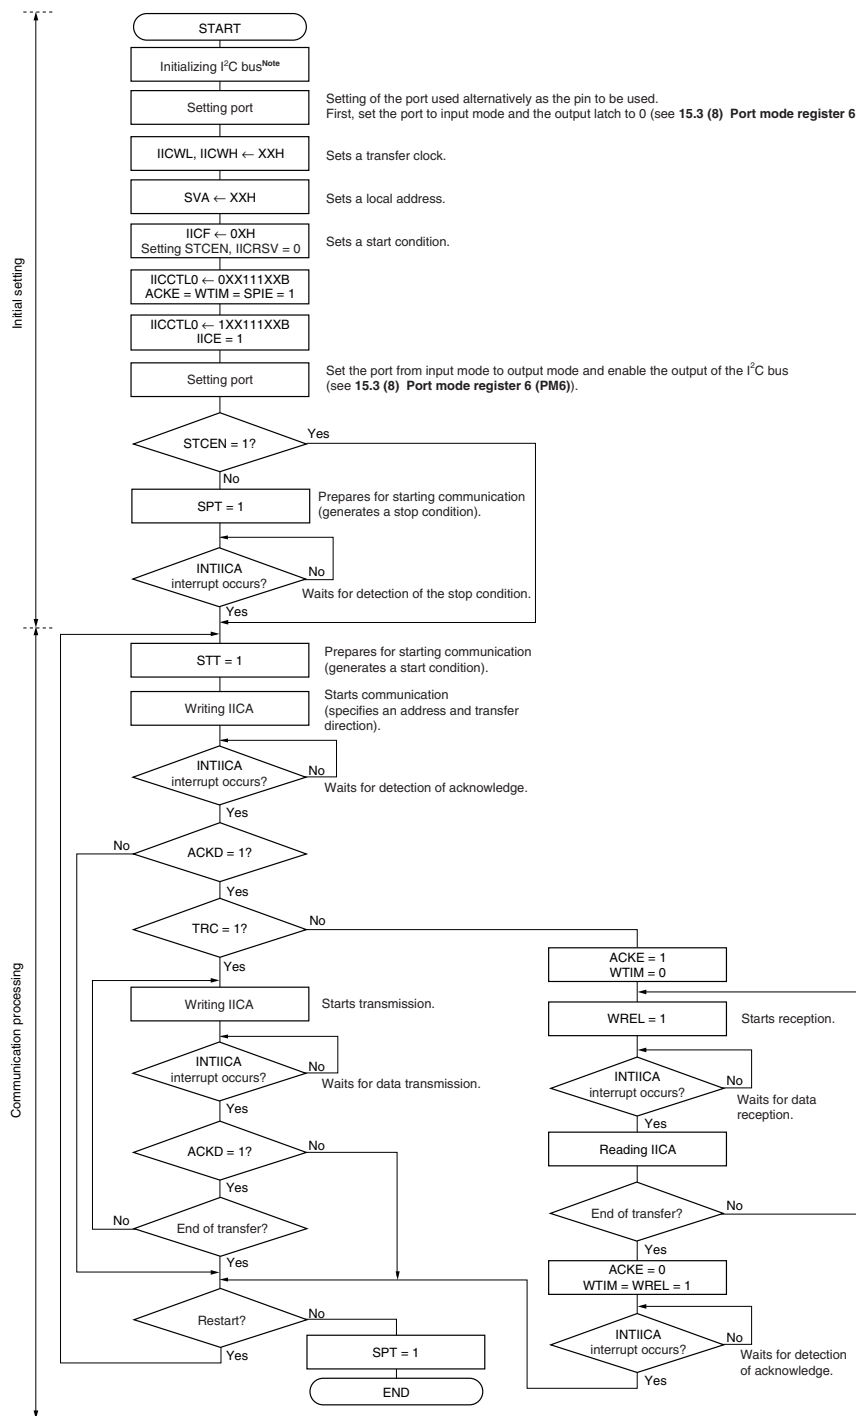 START
Initializing I²C bus^Note
Setting port
Setting of the port used alternatively as the pin to be used.
First, set the port to input mode and the output latch to 0 (see 15.3 (8) Port mode register 6
IICWL, IICWH ← XXH
Sets a transfer clock.
SVA ← XXH
Sets a local address.
IICF ← 0XH
Setting STCEN, IICRSV = 0
Sets a start condition.
IICCTL0 ← 0XX111XXB
ACKE = WTIM = SPIE = 1
IICCTL0 ← 1XX111XXB
IICE = 1
Setting port
Set the port from input mode to output mode and enable the output of the I²C bus
(see 15.3 (8) Port mode register 6 (PM6)).
Initial setting
STCEN = 1?
Yes
No
SPT = 1
Prepares for starting communication
(generates a stop condition).
INTIICA
interrupt occurs?
No
Waits for detection of the stop condition.
Yes
STT = 1
Prepares for starting communication
(generates a start condition).
Writing IICA
Starts communication
(specifies an address and transfer
direction).
INTIICA
interrupt occurs?
No
Waits for detection of acknowledge.
Yes
No
ACKD = 1?
Yes
TRC = 1?
No
Yes
Communication processing
Writing IICA
Starts transmission.
INTIICA
interrupt occurs?
No
Waits for data transmission.
Yes
ACKD = 1?
No
Yes
No
End of transfer?
Yes
Restart?
No
Yes
SPT = 1
END
ACKE = 1
WTIM = 0
WREL = 1
Starts reception.
INTIICA
interrupt occurs?
No
Waits for data
reception.
Yes
Reading IICA
End of transfer?
No
Yes
ACKE = 0
WTIM = WREL = 1
INTIICA
interrupt occurs?
No
Waits for detection
of acknowledge.
Yes